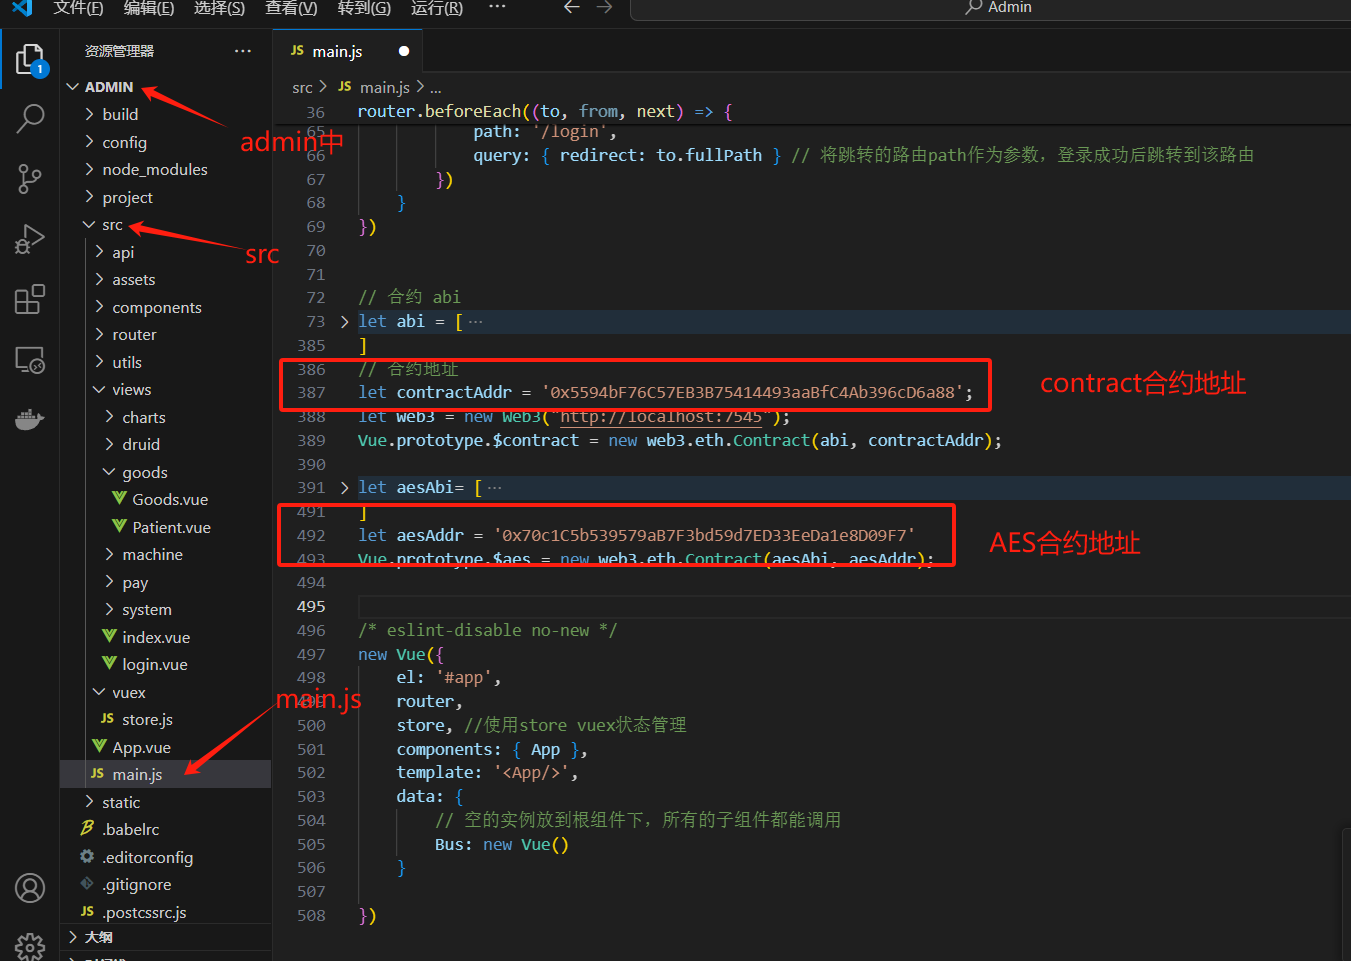 文件(F) 编辑(E) 选择(S) 查看(V) 转到(G) 运行(R) ··· Admin
资源管理器 ···
1
ADMIN
build
config
node_modules
project
src
api
assets
components
router
utils
views
charts
druid
goods
Goods.vue
Patient.vue
machine
pay
system
index.vue
login.vue
vuex
JS store.js
App.vue
JS main.js
static
.babelrc
.editorconfig
.gitignore
JS .postcssrc.js
大纲
admin中
src
main.js
JS main.js
src > JS main.js > ...
36 router.beforeEach((to, from, next) => {
65 path: '/login',
66 query: { redirect: to.fullPath } // 将跳转的路由path作为参数，登录成功后跳转到该路由
67 })
68 }
69 })
70
71
72 // 合约 abi
73 let abi = [ ···
385 ]
386 // 合约地址
387 let contractAddr = '0x5594bF76C57EB3B75414493aaBfC4Ab396cD6a88';
388 let web3 = new Web3("http://localhost:7545");
389 Vue.prototype.$contract = new web3.eth.Contract(abi, contractAddr);
390
391 let aesAbi= [ ···
491 ]
492 let aesAddr = '0x70c1C5b539579aB7F3bd59d7ED33EeDa1e8D09F7'
493 Vue.prototype.$aes = new web3.eth.Contract(aesAbi, aesAddr);
494
495
496 /* eslint-disable no-new */
497 new Vue({
498 el: '#app',
499 router,
500 store, //使用store vuex状态管理
501 components: { App },
502 template: '<App/>',
503 data: {
504 // 空的实例放到根组件下，所有的子组件都能调用
505 Bus: new Vue()
506 }
507
508 })
contract合约地址
AES合约地址